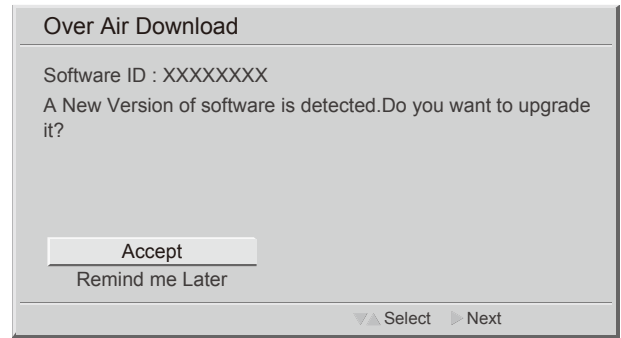 Over Air Download
Software ID : XXXXXXXX
A New Version of software is detected.Do you want to upgrade
it?
Accept
Remind me Later
Select Next